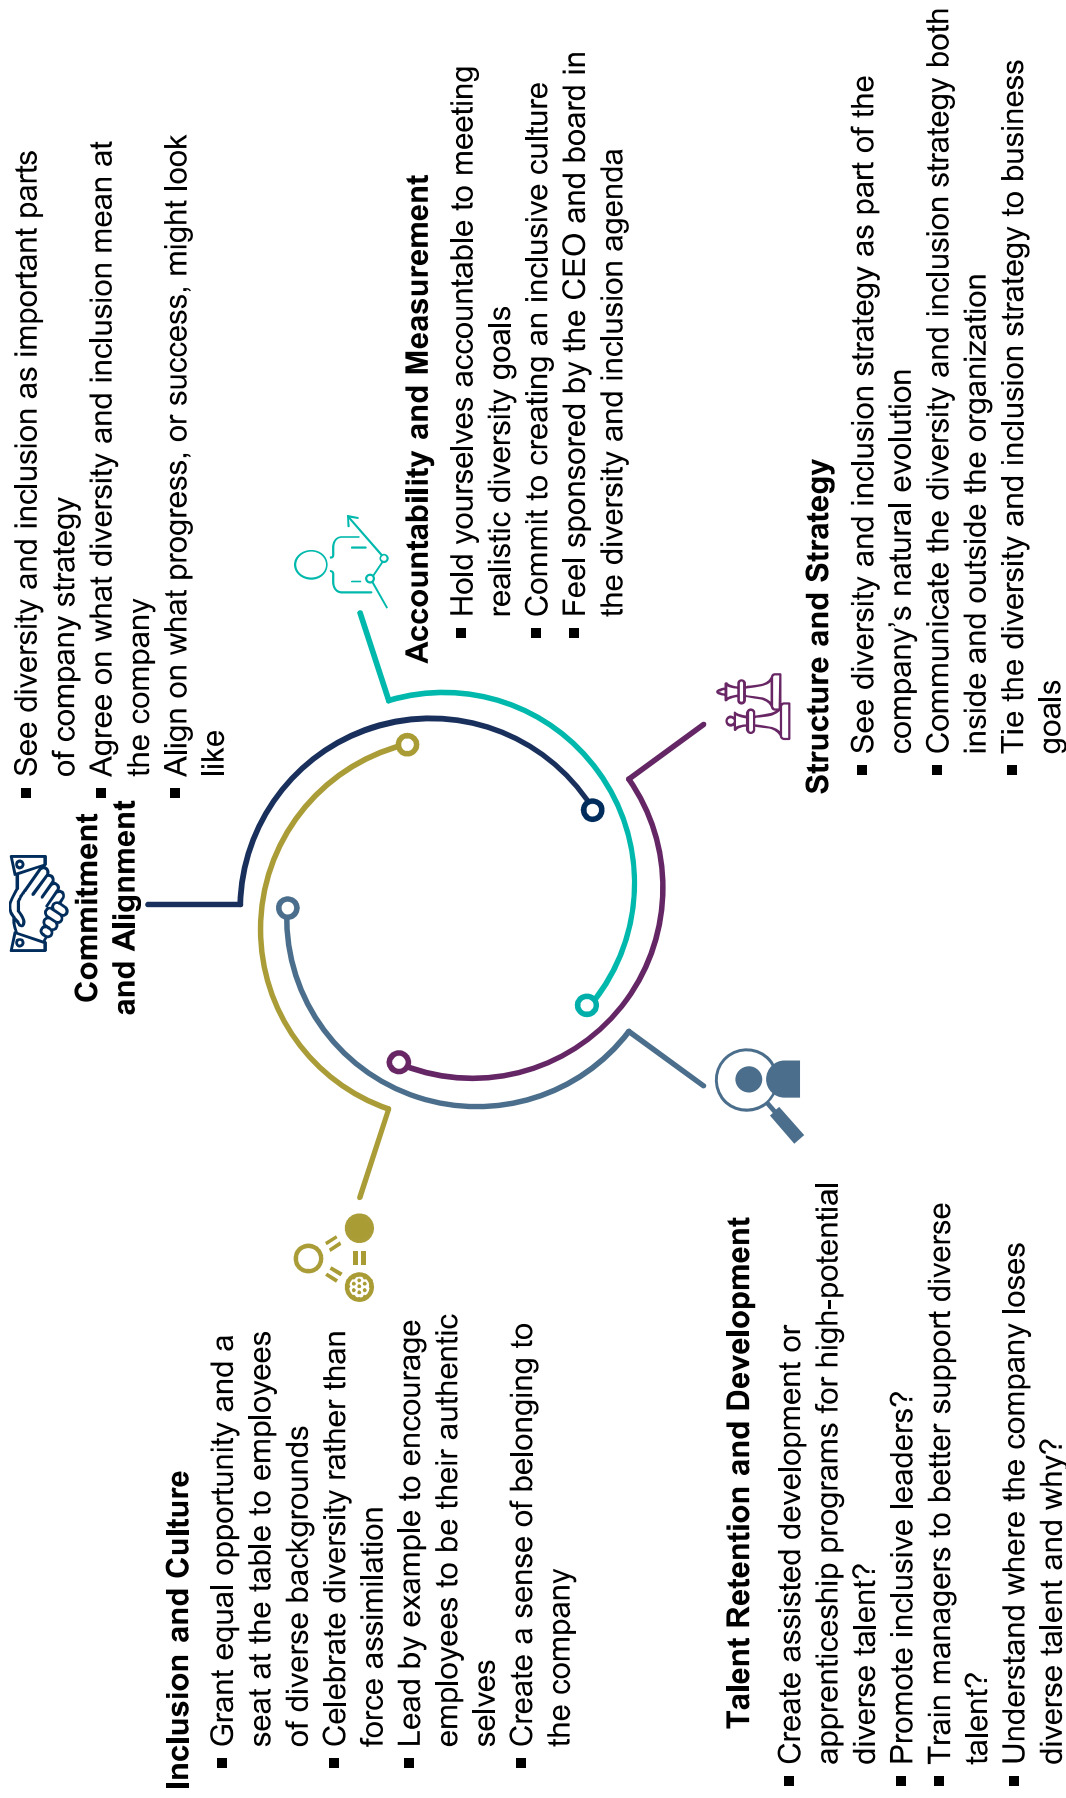 Commitment
and Alignment
▪ See diversity and inclusion as important parts
of company strategy
▪ Agree on what diversity and inclusion mean at
the company
▪ Align on what progress, or success, might look
like
Accountability and Measurement
▪ Hold yourselves accountable to meeting
realistic diversity goals
▪ Commit to creating an inclusive culture
▪ Feel sponsored by the CEO and board in
the diversity and inclusion agenda
Structure and Strategy
▪ See diversity and inclusion strategy as part of the
company’s natural evolution
▪ Communicate the diversity and inclusion strategy both
inside and outside the organization
▪ Tie the diversity and inclusion strategy to business
goals
Talent Retention and Development
▪ Create assisted development or
apprenticeship programs for high-potential
diverse talent?
▪ Promote inclusive leaders?
▪ Train managers to better support diverse
talent?
▪ Understand where the company loses
diverse talent and why?
Inclusion and Culture
▪ Grant equal opportunity and a
seat at the table to employees
of diverse backgrounds
▪ Celebrate diversity rather than
force assimilation
▪ Lead by example to encourage
employees to be their authentic
selves
▪ Create a sense of belonging to
the company